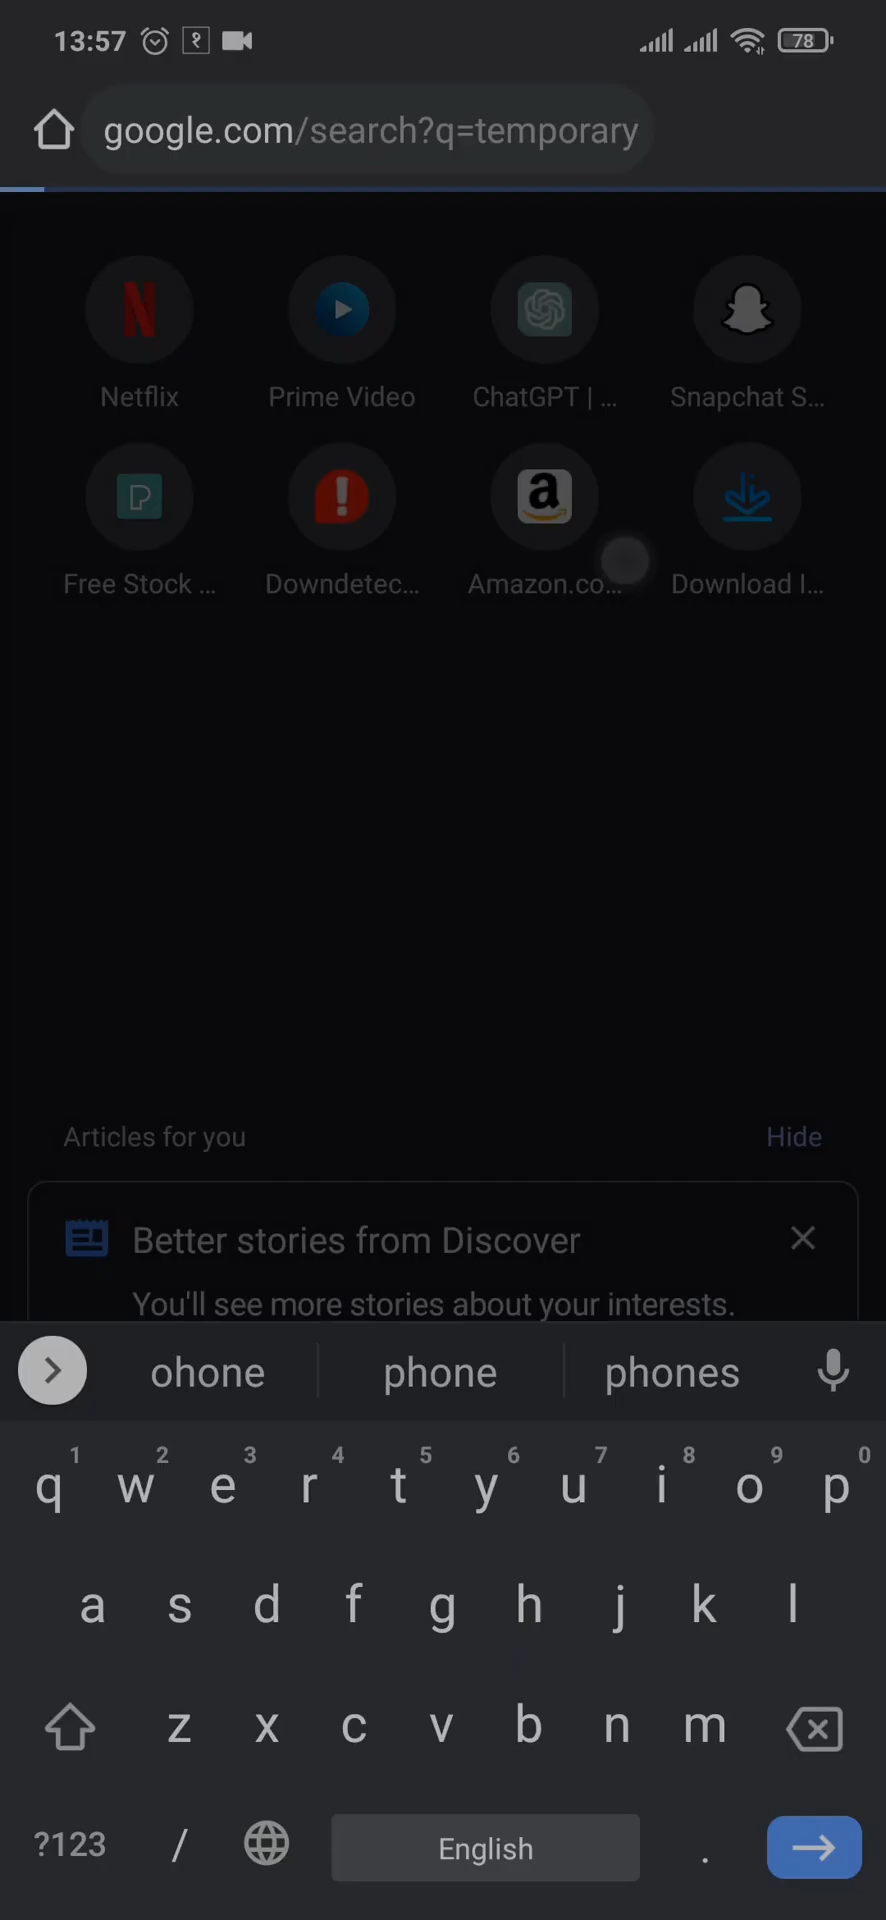 13:57 १ 78
google.com/search?q=temporary
Netflix Prime Video ChatGPT | ... Snapchat S...
Free Stock ... Downdetec... Amazon.co... Download I...
Articles for you Hide
Better stories from Discover
You'll see more stories about your interests.
ohone phone phones
1 2 3 4 5 6 7 8 9 0
q w e r t y u i o p
a s d f g h j k l
z x c v b n m
?123 / English .